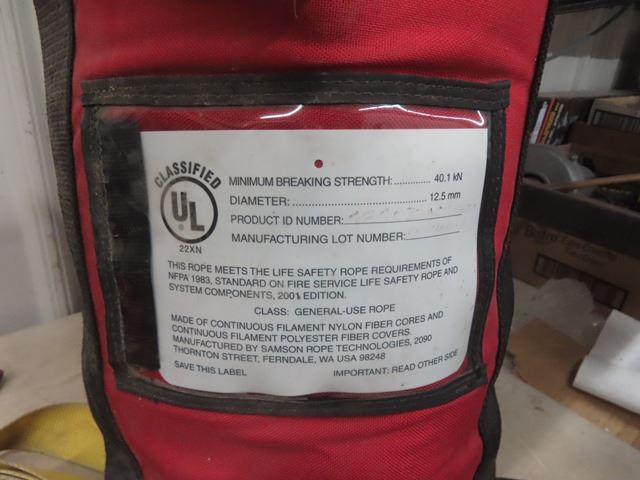 CLASSIFIED
UL
22XN
MINIMUM BREAKING STRENGTH:.............. 40.1 kN
DIAMETER:.............................................. 12.5 mm
PRODUCT ID NUMBER:
MANUFACTURING LOT NUMBER:
THIS ROPE MEETS THE LIFE SAFETY ROPE REQUIREMENTS OF
NFPA 1983, STANDARD ON FIRE SERVICE LIFE SAFETY ROPE AND
SYSTEM COMPONENTS, 2001 EDITION.
CLASS: GENERAL-USE ROPE
MADE OF CONTINUOUS FILAMENT NYLON FIBER CORES AND
CONTINUOUS FILAMENT POLYESTER FIBER COVERS.
MANUFACTURED BY SAMSON ROPE TECHNOLOGIES, 2090
THORNTON STREET, FERNDALE, WA USA 98248
SAVE THIS LABEL
IMPORTANT: READ OTHER SIDE